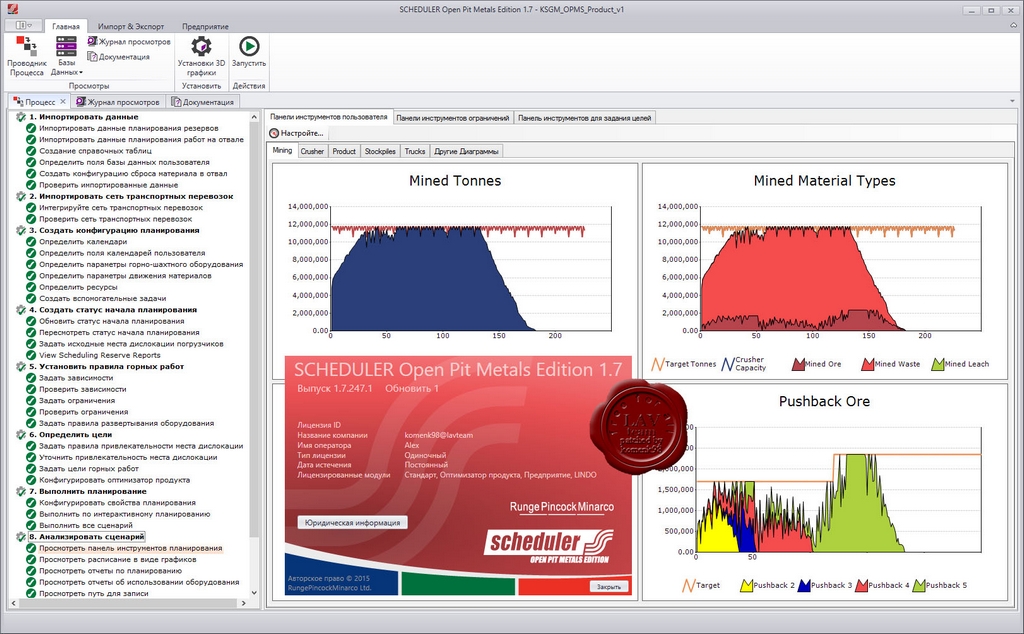 SCHEDULER Open Pit Metals Edition 1.7 - KSGM_OPMS_Product_v1
Главная
Импорт & Экспорт
Предприятие
Проводник Процесса
Базы Данных
Журнал просмотров
Документация
Установки 3D графики
Запустить
Просмотры
Установить
Действия
Процесс
Журнал просмотров
Документация
1. Импортировать данные
Импортировать данные планирования резервов
Импортировать данные планирования работ на отвале
Создание справочных таблиц
Определить поля базы данных пользователя
Создать конфигурацию сброса материала в отвал
Проверить импортированные данные
2. Импортировать сеть транспортных перевозок
Интегрируйте сеть транспортных перевозок
Проверить сеть транспортных перевозок
3. Создать конфигурацию планирования
Определить календари
Определить поля календарей пользователя
Определить параметры горно-шахтного оборудования
Определить параметры движения материалов
Определить ресурсы
Создать вспомогательные задачи
4. Создать статус начала планирования
Обновить статус начала планирования
Пересмотреть статус начала планирования
Задать исходные места дислокации погрузчиков
View Scheduling Reserve Reports
5. Установить правила горных работ
Задать зависимости
Проверить зависимости
Задать ограничения
Проверить ограничения
Задать правила развертывания оборудования
6. Определить цели
Задать правила привлекательности места дислокации
Уточнить привлекательность места дислокации
Задать цели горных работ
Конфигурировать оптимизатор продукта
7. Выполнить планирование
Конфигурировать свойства планирования
Выполнить по интерактивному планированию
Выполнить все сценарий
8. Анализировать сценарий
Просмотреть панель инструментов планирования
Просмотреть расписание в виде графиков
Просмотреть отчеты по планированию
Просмотреть отчеты об использовании оборудования
Просмотреть путь для записи
Панели инструментов пользователя
Панели инструментов ограничений
Панель инструментов для задания целей
Настройте...
Mining
Crusher
Product
Stockpiles
Trucks
Другие Диаграммы
Mined Tonnes
14,000,000
12,000,000
10,000,000
8,000,000
6,000,000
4,000,000
2,000,000
0.00
0
50
100
150
200
Mined Material Types
14,000,000
12,000,000
10,000,000
8,000,000
6,000,000
4,000,000
2,000,000
0.00
0
50
100
150
200
Target Tonnes
Crusher Capacity
Mined Ore
Mined Waste
Mined Leach
SCHEDULER Open Pit Metals Edition 1.7
Выпуск 1.7.247.1 Обновить 1
Лицензия ID
Название компании komenk98@lavteam
Имя оператора Alex
Тип лицензии Одиночный
Дата истечения Постоянный
Лицензированные модули Стандарт, Оптимизатор продукта, Предприятие, LINDO
RungePincockMinarco
Юридическая информация
scheduler
OPEN PIT METALS EDITION
Авторское право © 2015
RungePincockMinarco Ltd.
Закрыть
LAV
TEAM
patched by
komenk98
Pushback Ore
1,500,000
1,000,000
500,000
0.00
0
50
Target
Pushback 2
Pushback 3
Pushback 4
Pushback 5